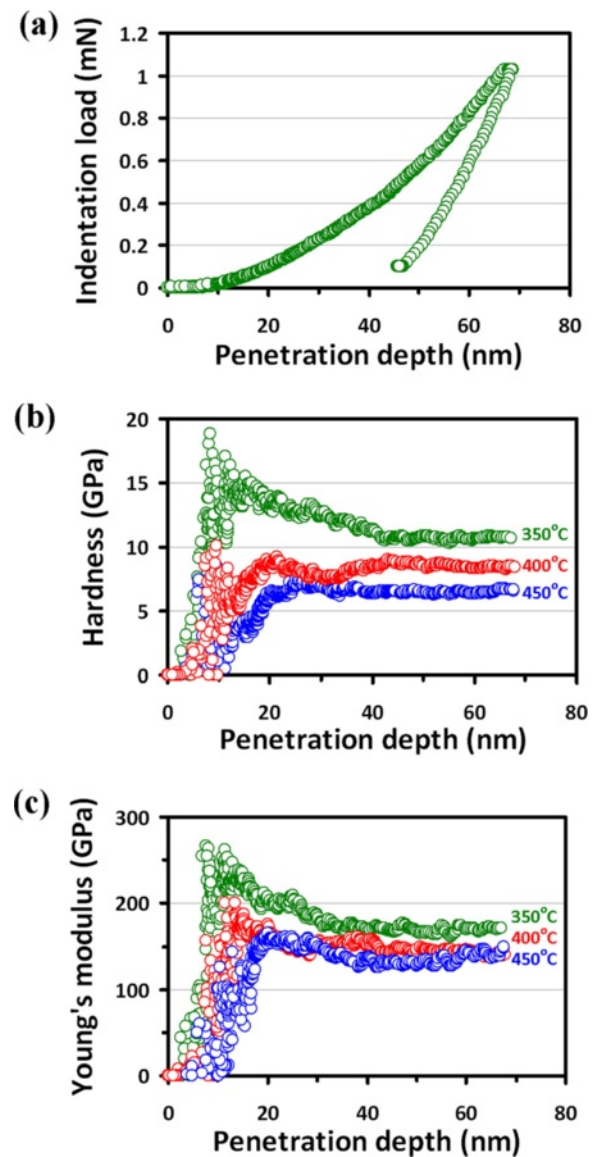 (a)
Indentation load (mN)
1.2
1
0.8
0.6
0.4
0.2
0
0 20 40 60 80
Penetration depth (nm)
(b)
Hardness (GPa)
20
15
10
5
0
350°C
400°C
450°C
0 20 40 60 80
Penetration depth (nm)
(c)
Young's modulus (GPa)
300
200
100
0
350°C
400°C
450°C
0 20 40 60 80
Penetration depth (nm)